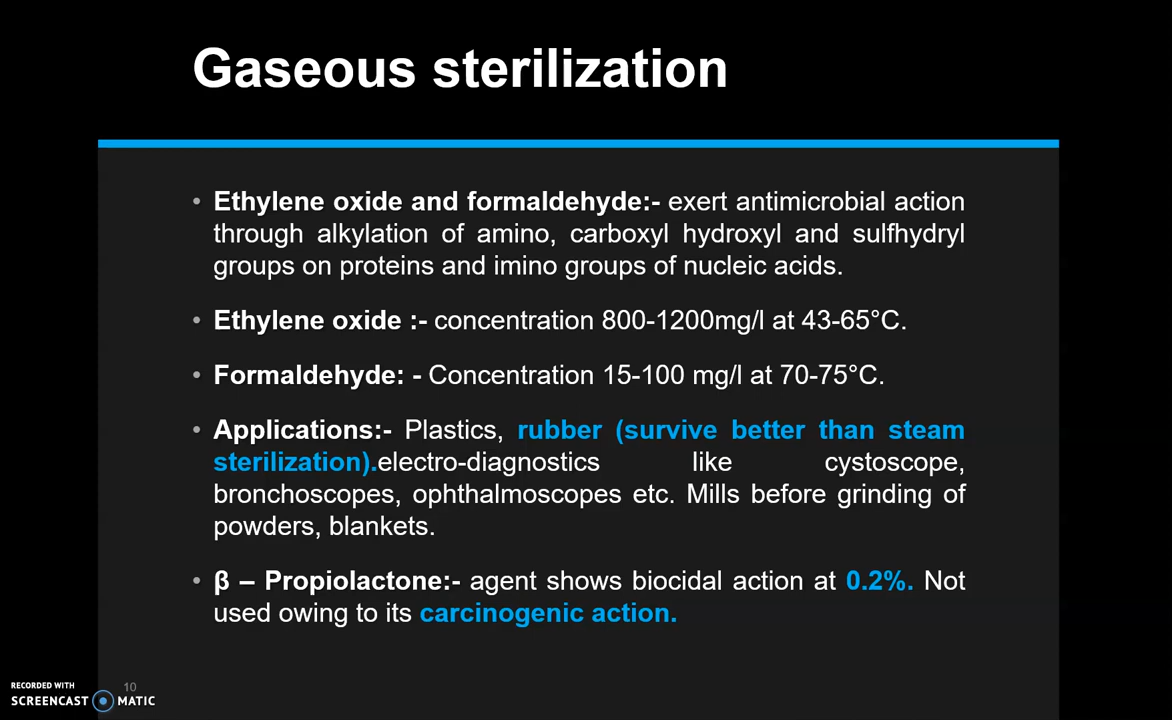 Gaseous sterilization
• Ethylene oxide and formaldehyde:- exert antimicrobial action
through alkylation of amino, carboxyl hydroxyl and sulfhydryl
groups on proteins and imino groups of nucleic acids.
• Ethylene oxide :- concentration 800-1200mg/l at 43-65°C.
• Formaldehyde: - Concentration 15-100 mg/l at 70-75°C.
• Applications:- Plastics, rubber (survive better than steam
sterilization).electro-diagnostics like cystoscope,
bronchoscopes, ophthalmoscopes etc. Mills before grinding of
powders, blankets.
• β – Propiolactone:- agent shows biocidal action at 0.2%. Not
used owing to its carcinogenic action.
10
RECORDED WITH
SCREENCAST MATIC